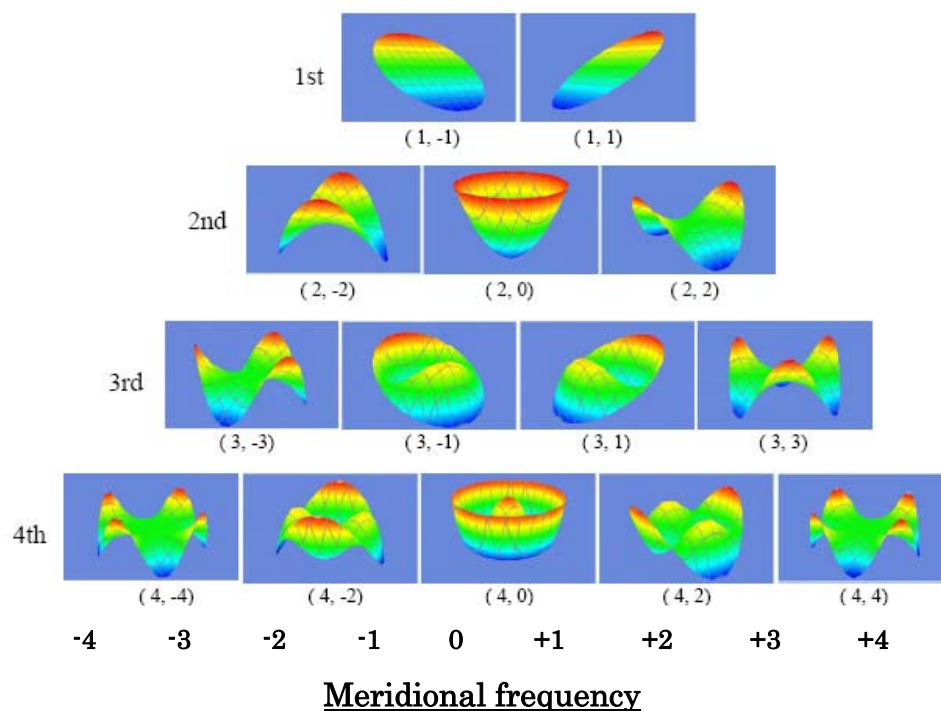 1st
( 1, -1) ( 1, 1)
2nd
( 2, -2) ( 2, 0) ( 2, 2)
3rd
( 3, -3) ( 3, -1) ( 3, 1) ( 3, 3)
4th
( 4, -4) ( 4, -2) ( 4, 0) ( 4, 2) ( 4, 4)
-4 -3 -2 -1 0 +1 +2 +3 +4
Meridional frequency